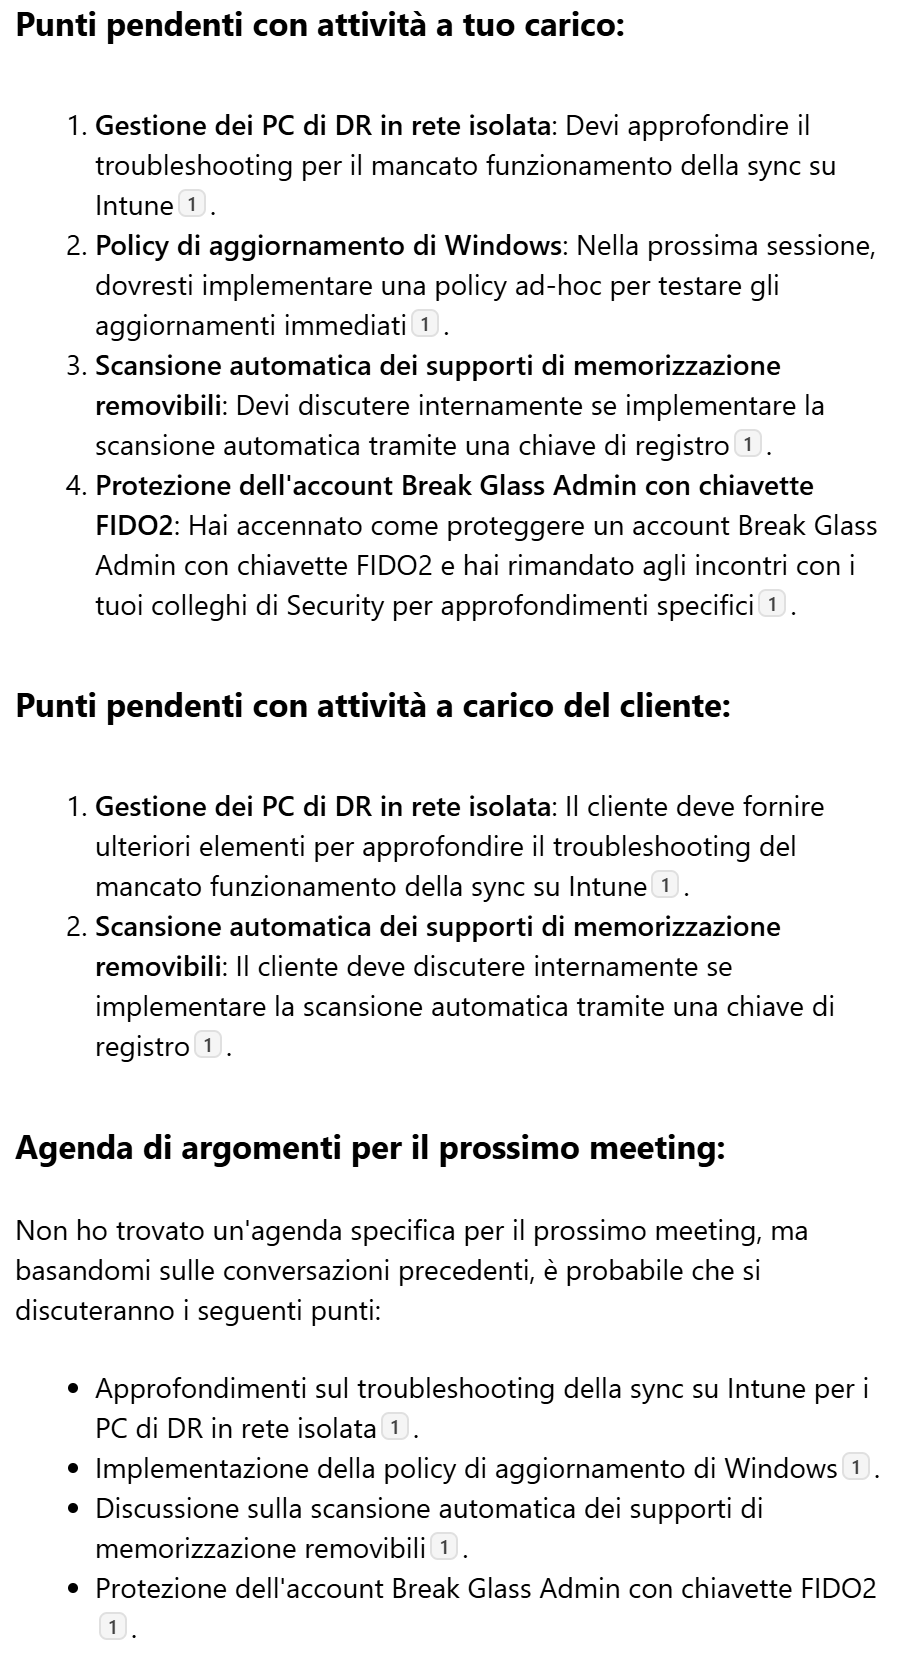 Punti pendenti con attività a tuo carico:
1. Gestione dei PC di DR in rete isolata: Devi approfondire il
troubleshooting per il mancato funzionamento della sync su
Intune 1 .
2. Policy di aggiornamento di Windows: Nella prossima sessione,
dovresti implementare una policy ad-hoc per testare gli
aggiornamenti immediati 1 .
3. Scansione automatica dei supporti di memorizzazione
removibili: Devi discutere internamente se implementare la
scansione automatica tramite una chiave di registro 1 .
4. Protezione dell'account Break Glass Admin con chiavette
FIDO2: Hai accennato come proteggere un account Break Glass
Admin con chiavette FIDO2 e hai rimandato agli incontri con i
tuoi colleghi di Security per approfondimenti specifici 1 .
Punti pendenti con attività a carico del cliente:
1. Gestione dei PC di DR in rete isolata: Il cliente deve fornire
ulteriori elementi per approfondire il troubleshooting del
mancato funzionamento della sync su Intune 1 .
2. Scansione automatica dei supporti di memorizzazione
removibili: Il cliente deve discutere internamente se
implementare la scansione automatica tramite una chiave di
registro 1 .
Agenda di argomenti per il prossimo meeting:
Non ho trovato un'agenda specifica per il prossimo meeting, ma
basandomi sulle conversazioni precedenti, è probabile che si
discuteranno i seguenti punti:
• Approfondimenti sul troubleshooting della sync su Intune per i
PC di DR in rete isolata 1 .
• Implementazione della policy di aggiornamento di Windows 1 .
• Discussione sulla scansione automatica dei supporti di
memorizzazione removibili 1 .
• Protezione dell'account Break Glass Admin con chiavette FIDO2
1 .